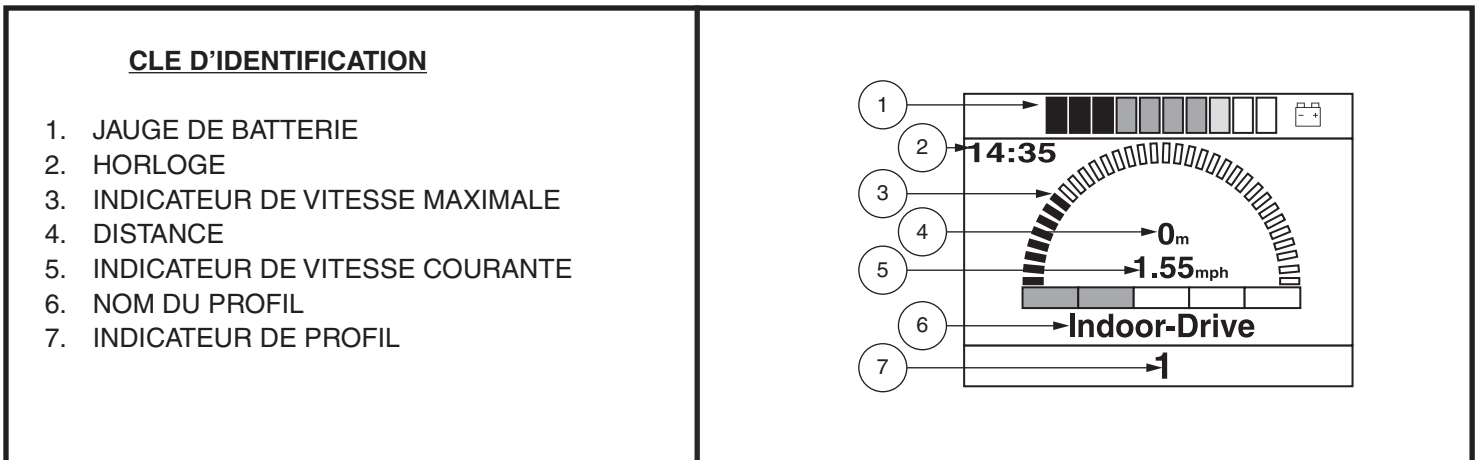 CLE D'IDENTIFICATION
1. JAUGE DE BATTERIE
2. HORLOGE
3. INDICATEUR DE VITESSE MAXIMALE
4. DISTANCE
5. INDICATEUR DE VITESSE COURANTE
6. NOM DU PROFIL
7. INDICATEUR DE PROFIL
1
- +
2
14:35
3
4
0m
5
1.55mph
6
Indoor-Drive
7
1